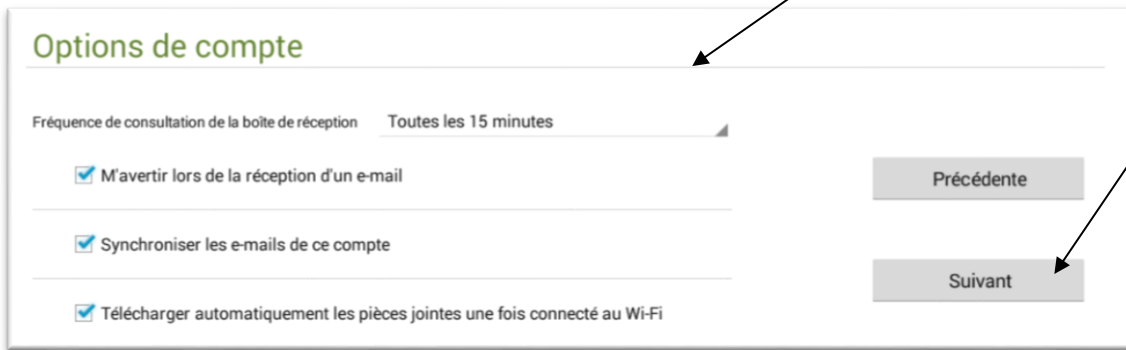 Options de compte
Fréquence de consultation de la boîte de réception Toutes les 15 minutes
M'avertir lors de la réception d'un e-mail
Précédente
Synchroniser les e-mails de ce compte
Suivant
Télécharger automatiquement les pièces jointes une fois connecté au Wi-Fi